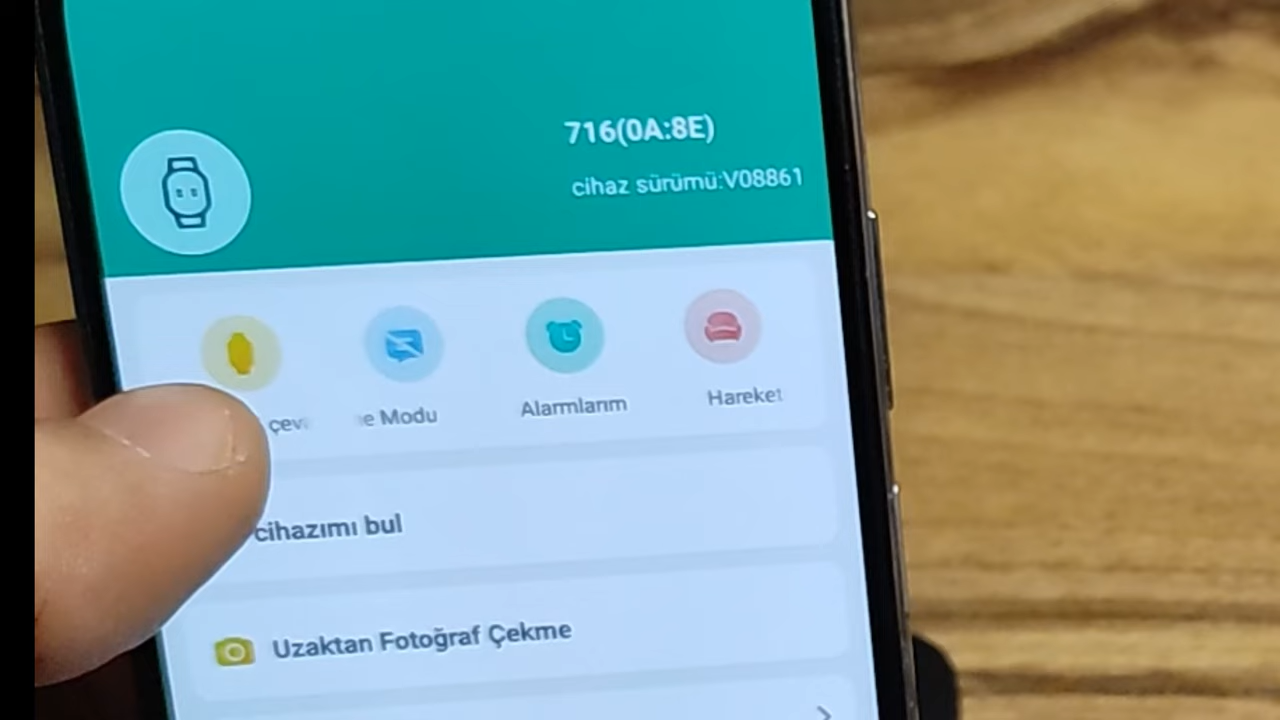 716(0A:8E)
cihaz sürümü:V08861
e Modu
Alarmlarım
Hareket
cihazımı bul
Uzaktan Fotoğraf Çekme